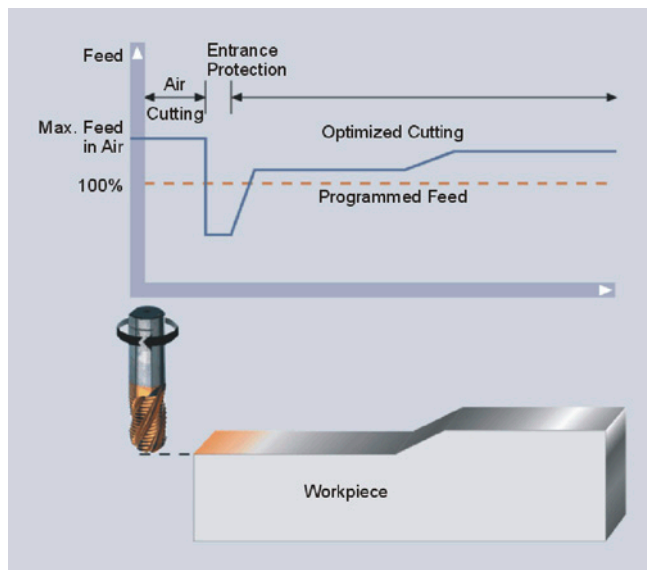 Feed
Entrance
Protection
Air
Cutting
Max. Feed
in Air
Optimized Cutting
100%
Programmed Feed
Workpiece